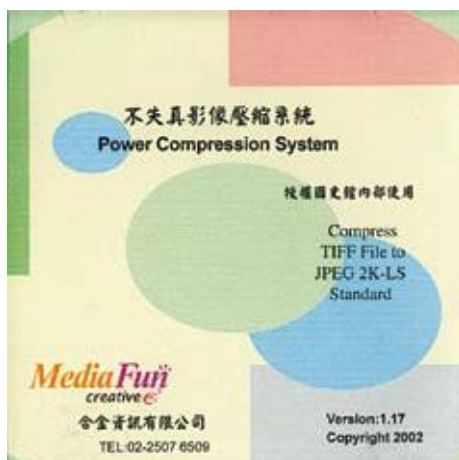 不失真影像壓縮系統
Power Compression System
授權國史館內部使用
Compress
TIFF File to
JPEG 2K-LS
Standard
MediaFun
creative
合金資訊有限公司
TEL:02-2507 6509
Version:1.17
Copyright 2002